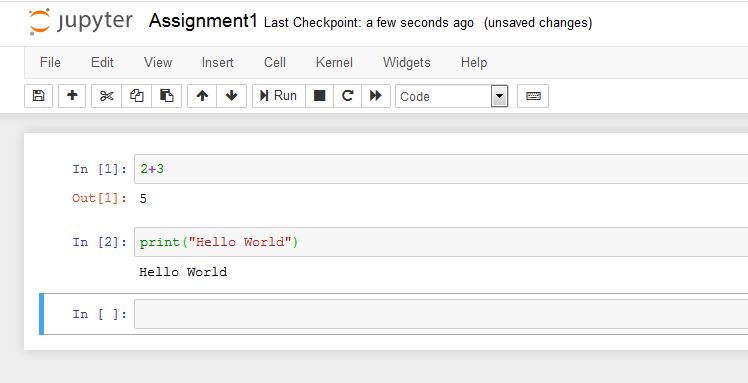 jupyter Assignment1 Last Checkpoint: a few seconds ago (unsaved changes)
File Edit View Insert Cell Kernel Widgets Help
Run Code
In [1]: 2+3
Out[1]: 5
In [2]: print("Hello World")
Hello World
In [ ]: